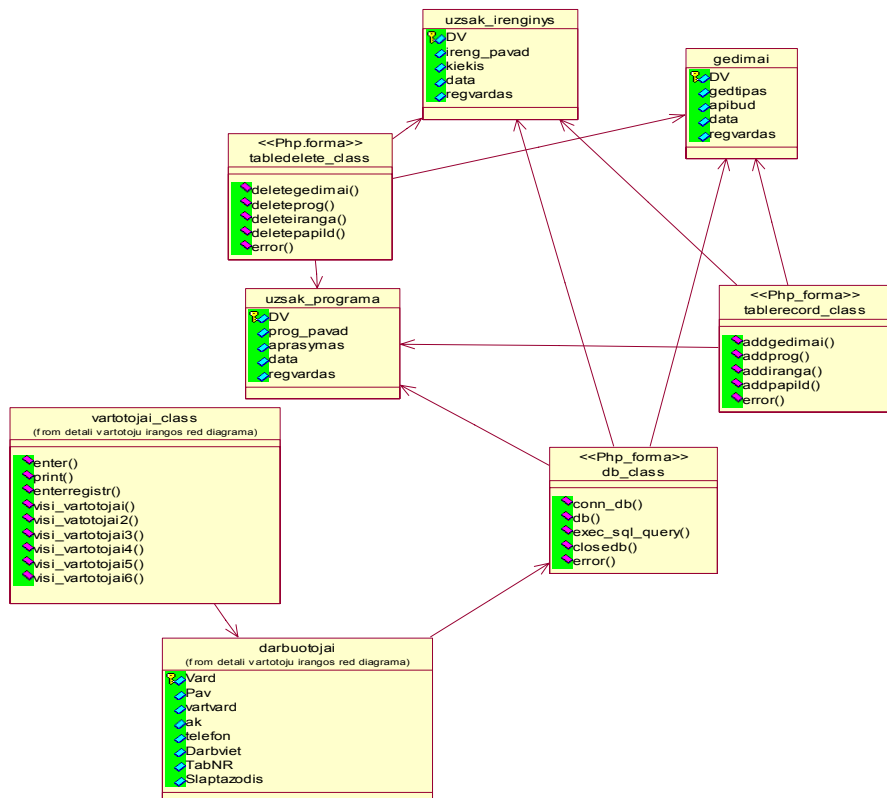 uzsak_irenginys
DV
ireng_pavad
kiekis
data
regvardas
gedimai
DV
gedtipas
apibud
data
regvardas
<<Php.forma>>
tabledelete_class
deletegedimai()
deleteprog()
deleteiranga()
deletepapild()
error()
uzsak_programa
DV
prog_pavad
aprasymas
data
regvardas
<<Php_forma>>
tablerecord_class
addgedimai()
addprog()
addiranga()
addpapild()
error()
vartotojai_class
(from detali vartotoju irangos red diagrama)
enter()
print()
enterregistr()
visi_vartotojai()
visi_vatotojai2()
visi_vartotojai3()
visi_vartotojai4()
visi_vartotojai5()
visi_vartotojai6()
<<Php_forma>>
db_class
conn_db()
db()
exec_sql_query()
closedb()
error()
darbuotojai
(from detali vartotoju irangos red diagrama)
Vard
Pav
vartvard
ak
telefon
Darbviet
TabNR
Slaptazodis